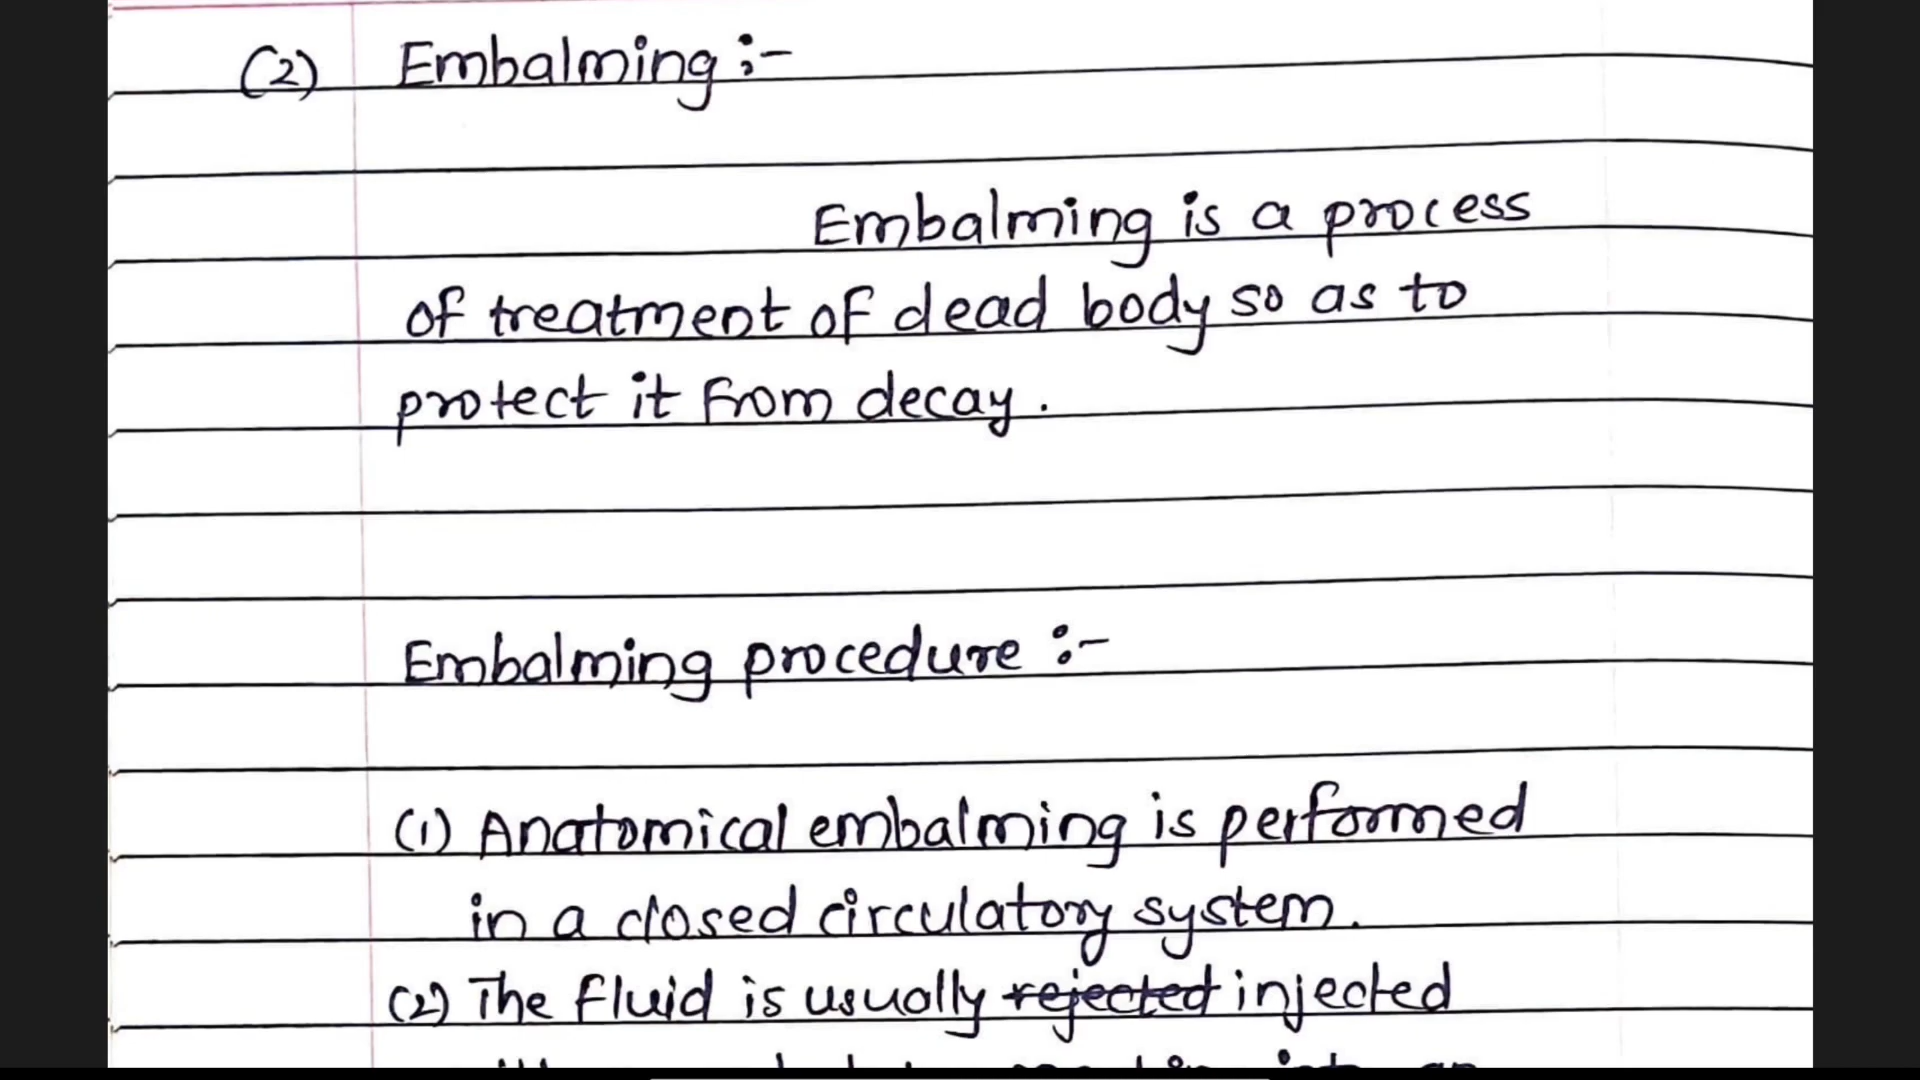 (2) Embalming :-
Embalming is a process
of treatment of dead body so as to
protect it from decay.
Embalming procedure :-
(1) Anatomical embalming is performed
in a closed circulatory system.
(2) The fluid is usually rejected injected